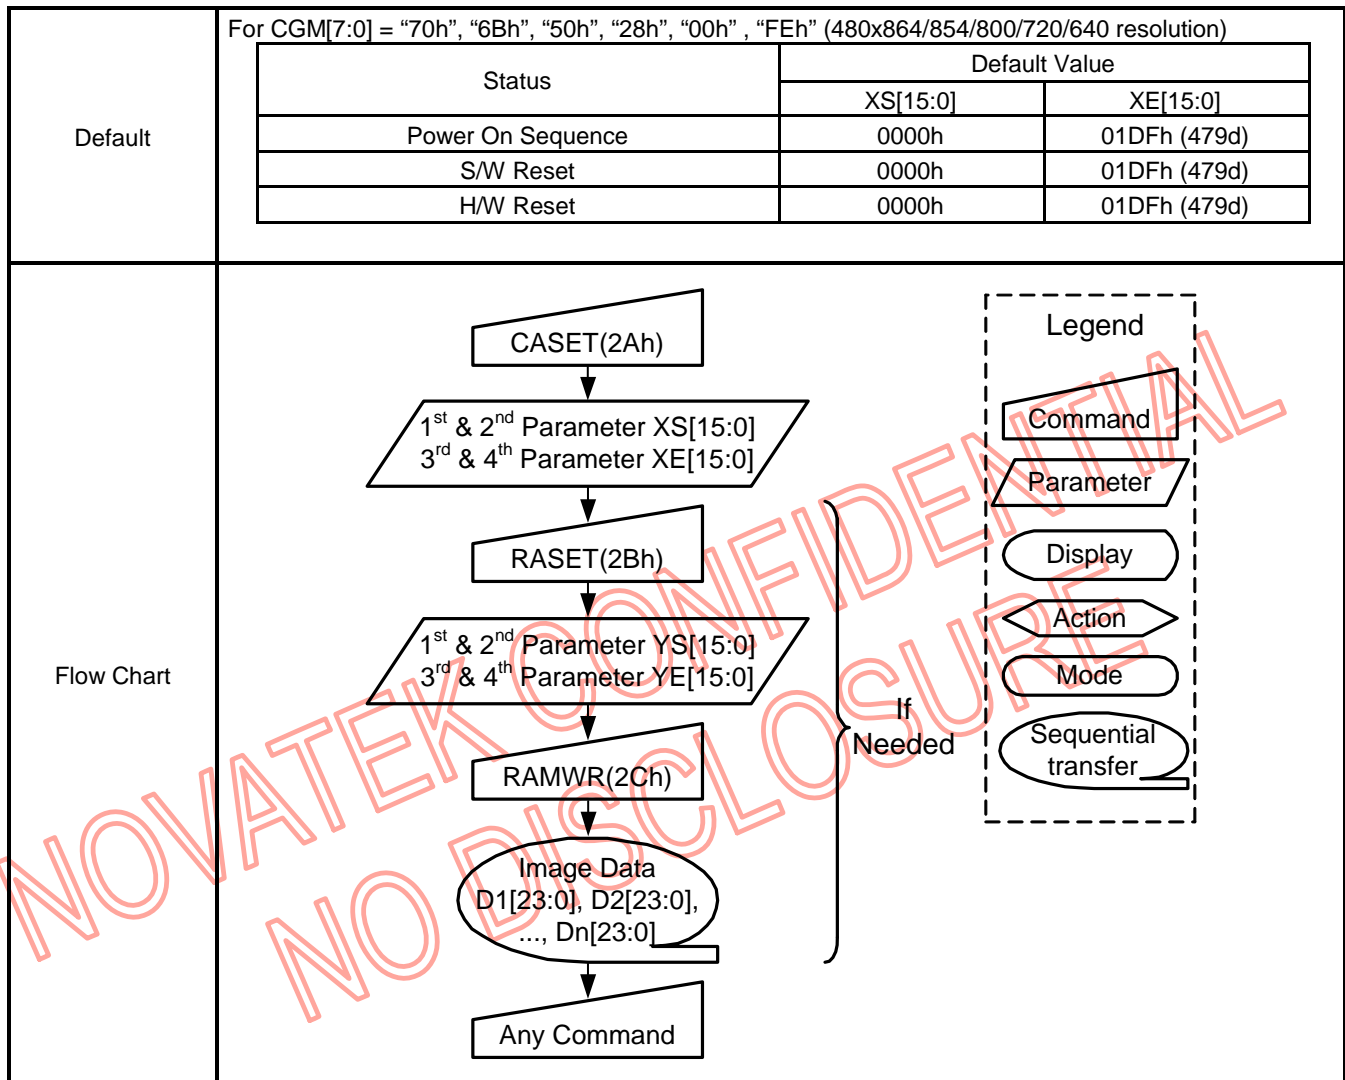 For CGM[7:0] = “70h”, “6Bh”, “50h”, “28h”, “00h” , “FEh” (480x864/854/800/720/640 resolution)
Status
Default Value
XS[15:0] XE[15:0]
Default
Power On Sequence 0000h 01DFh (479d)
S/W Reset 0000h 01DFh (479d)
H/W Reset 0000h 01DFh (479d)
Flow Chart
CASET(2Ah)
1st & 2nd Parameter XS[15:0]
3rd & 4th Parameter XE[15:0]
RASET(2Bh)
1st & 2nd Parameter YS[15:0]
3rd & 4th Parameter YE[15:0]
RAMWR(2Ch)
Image Data
D1[23:0], D2[23:0],
..., Dn[23:0]
Any Command
If
Needed
Legend
Command
Parameter
Display
Action
Mode
Sequential
transfer
NOVATEK CONFIDENTIAL
NO DISCLOSURE